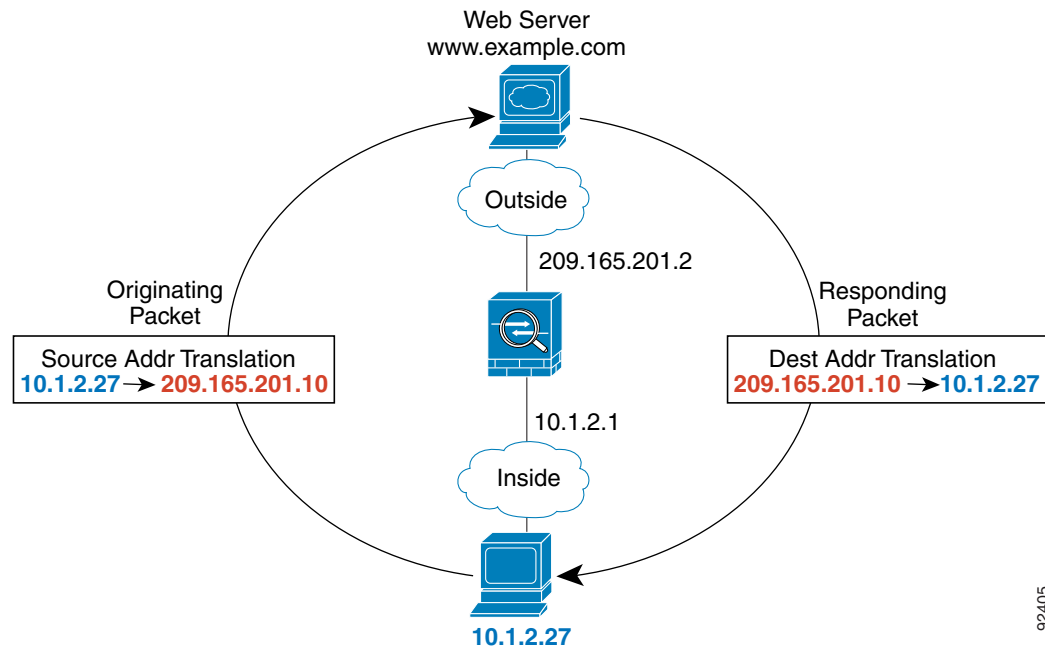 Web Server
www.example.com
Outside
209.165.201.2
Originating
Packet
Source Addr Translation
10.1.2.27 209.165.201.10
Responding
Packet
Dest Addr Translation
209.165.201.10 10.1.2.27
10.1.2.1
Inside
10.1.2.27
92405